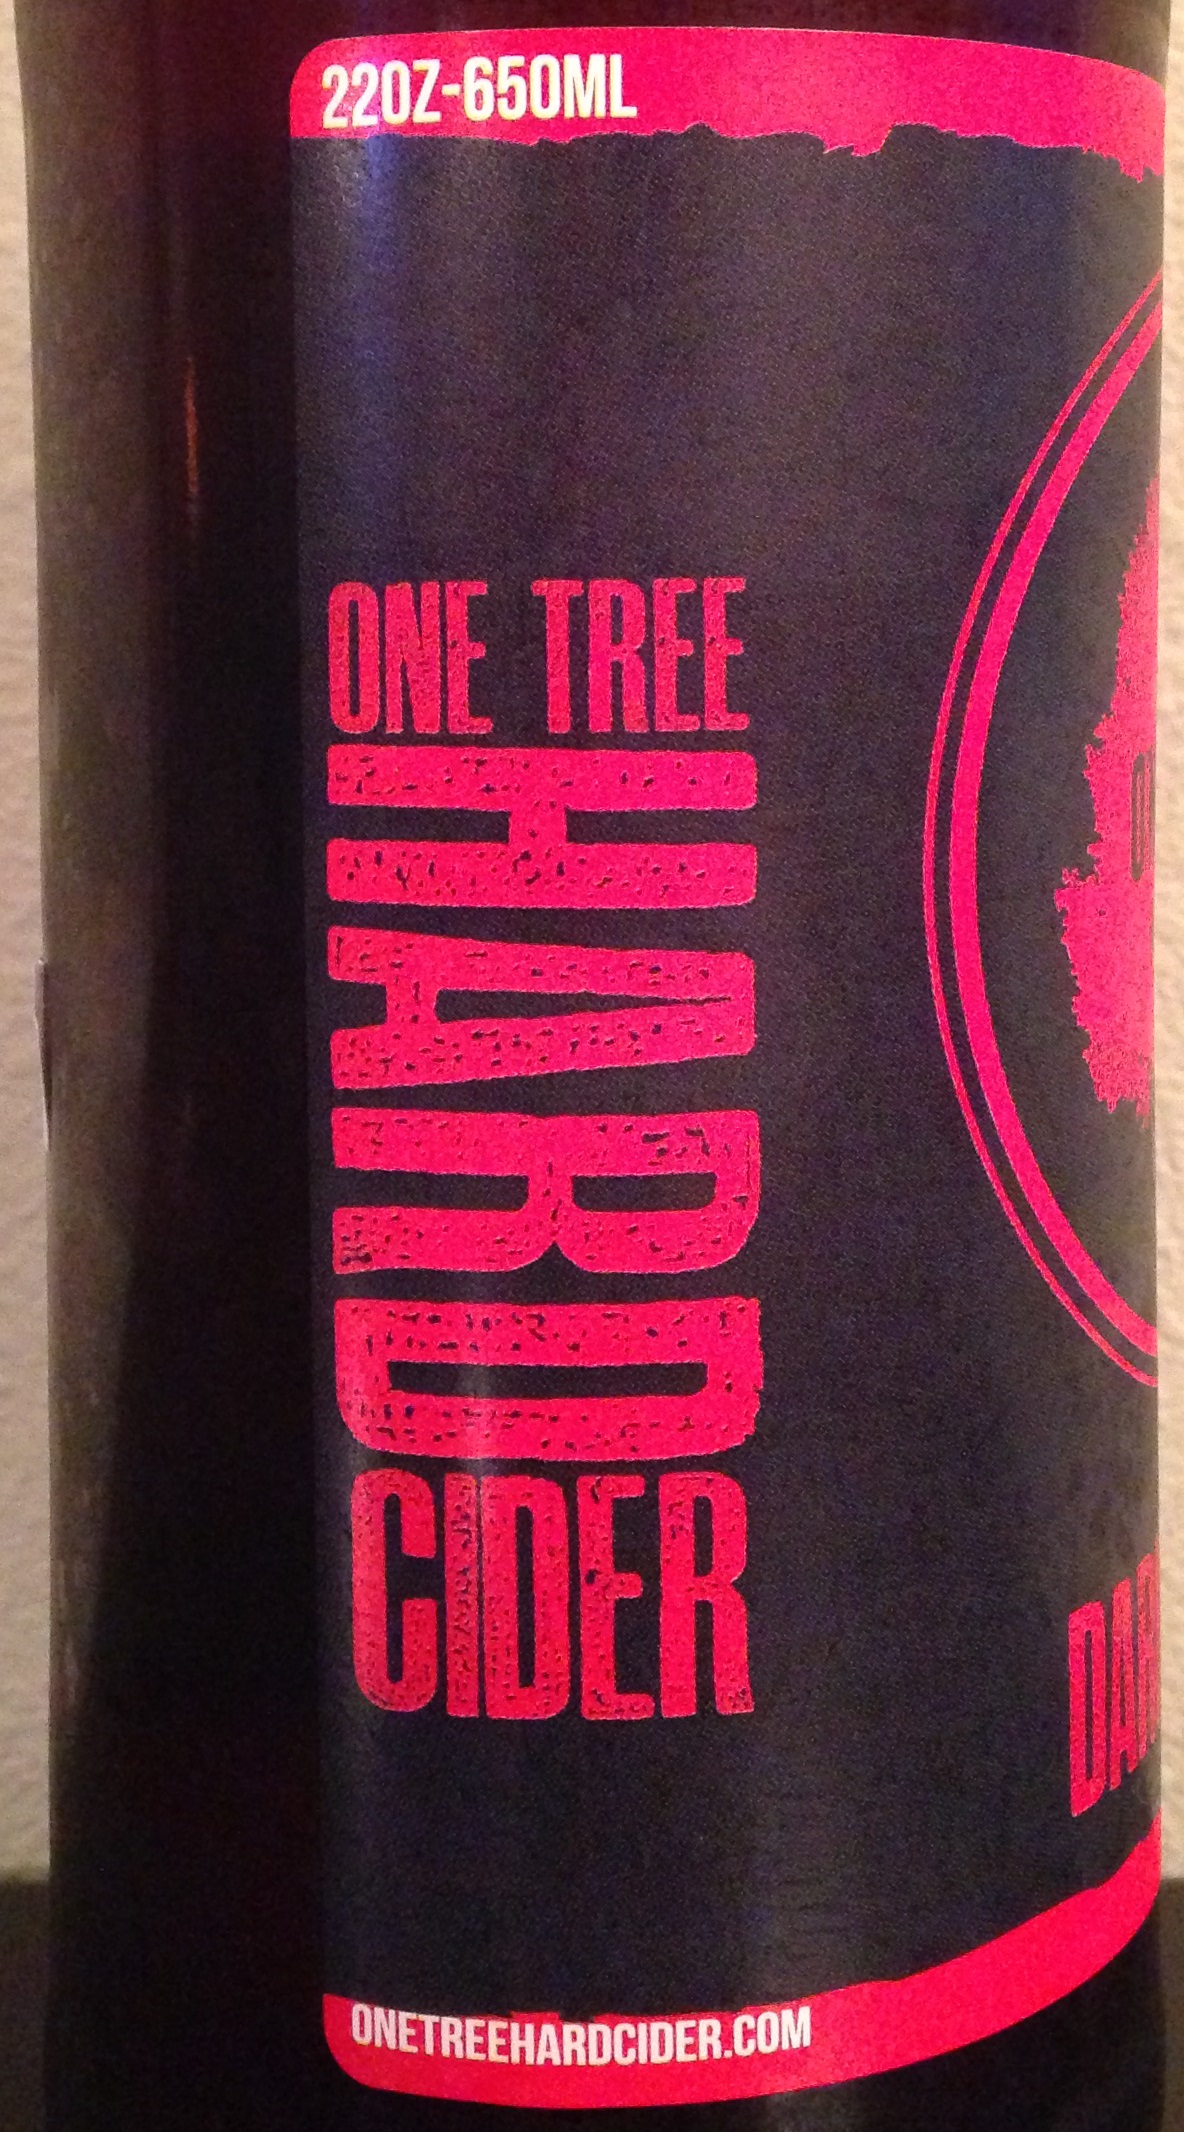 22OZ-650ML
ONE TREE
HARD
CIDER
ONETREEHARDCIDER.COM